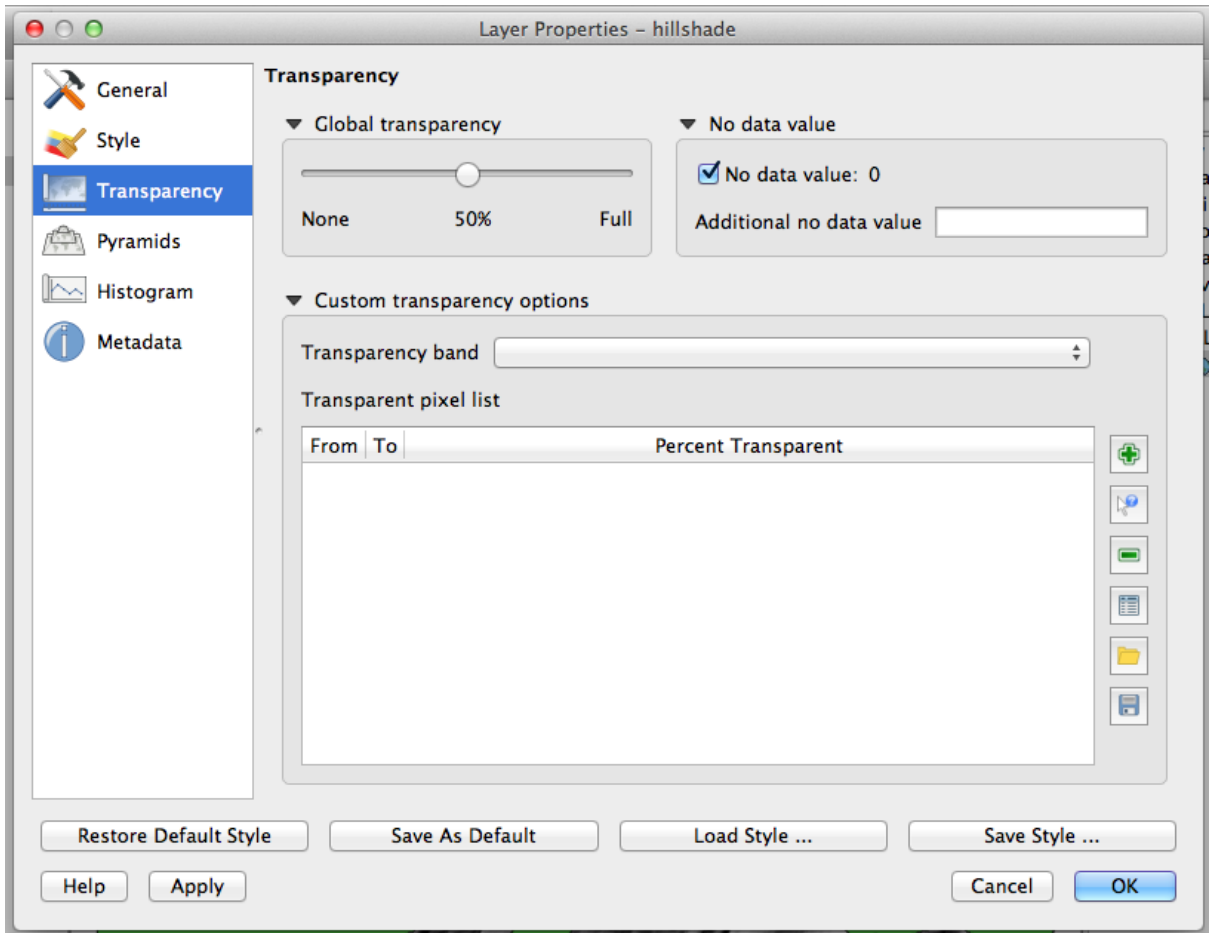 Layer Properties – hillshade
General
Style
Transparency
Pyramids
Histogram
Metadata
Transparency
Global transparency
None 50% Full
No data value
No data value: 0
Additional no data value
Custom transparency options
Transparency band
Transparent pixel list
From To Percent Transparent
Restore Default Style Save As Default Load Style ... Save Style ...
Help Apply Cancel OK